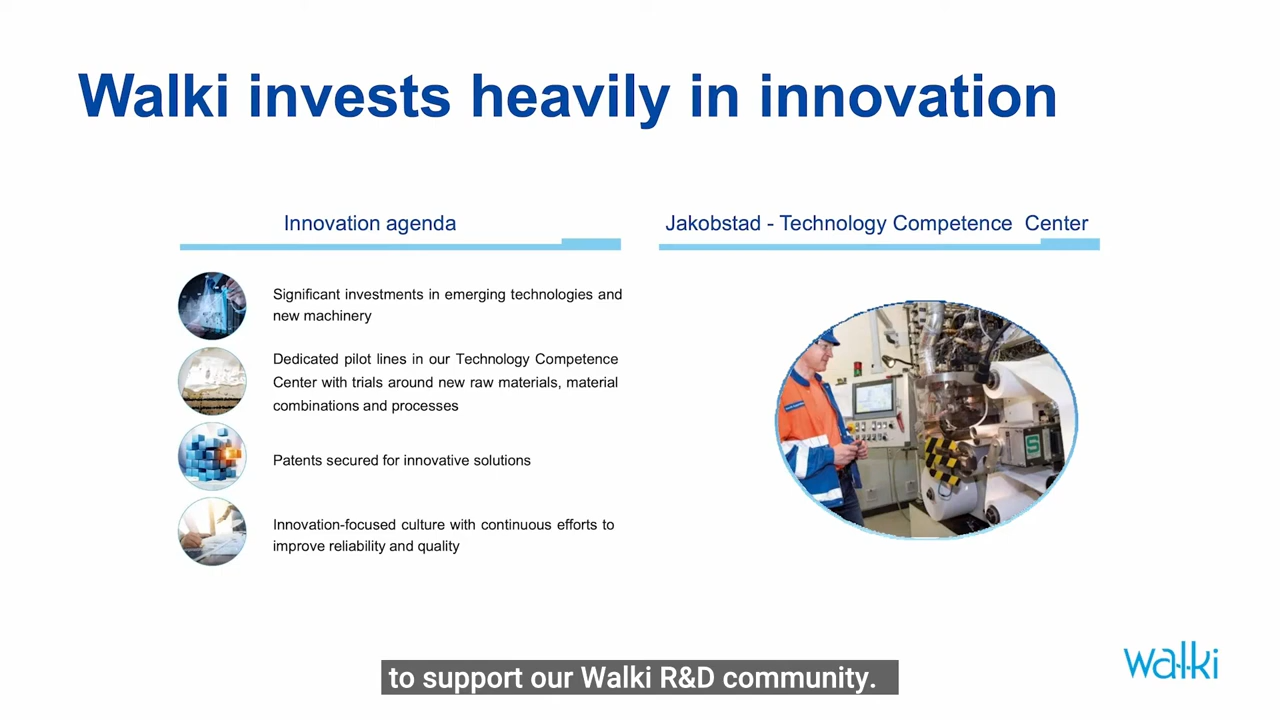 Walki invests heavily in innovation
Innovation agenda
Significant investments in emerging technologies and
new machinery
Dedicated pilot lines in our Technology Competence
Center with trials around new raw materials, material
combinations and processes
Patents secured for innovative solutions
Innovation-focused culture with continuous efforts to
improve reliability and quality
Jakobstad - Technology Competence Center
S
walki
to support our Walki R&D community.